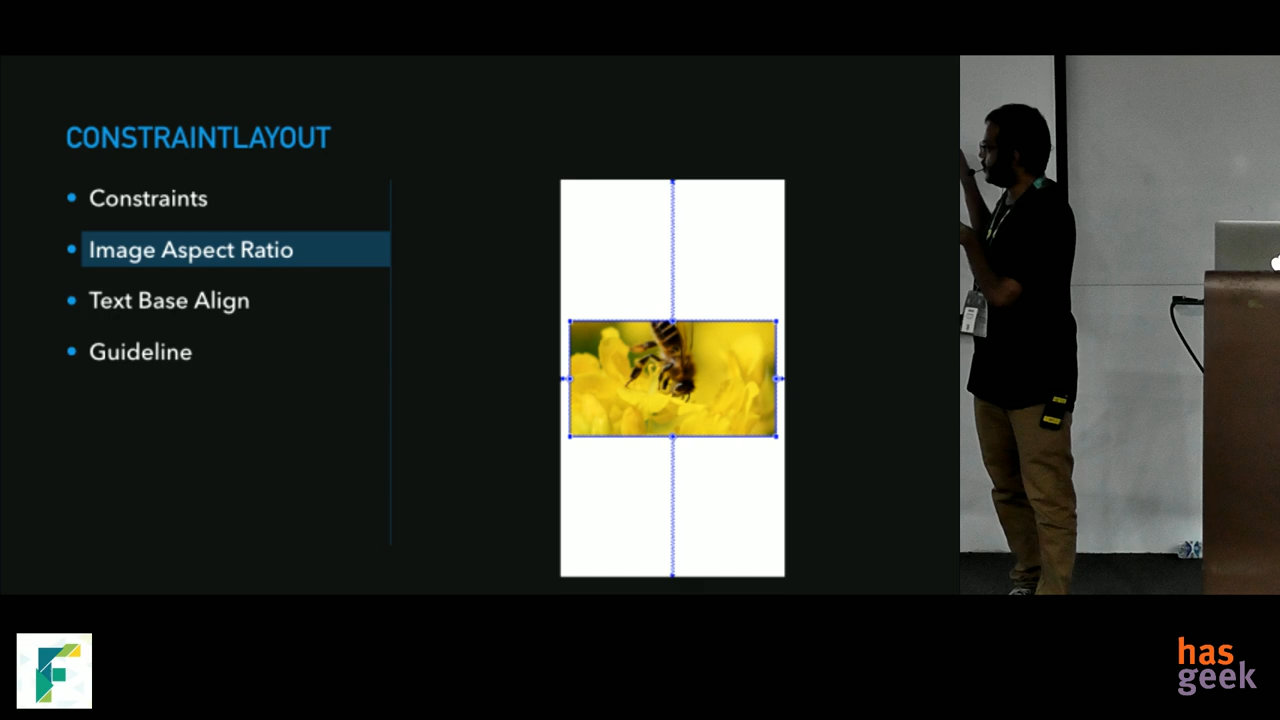 CONSTRAINTLAYOUT
Constraints
Image Aspect Ratio
Text Base Align
Guideline
F
has
geek